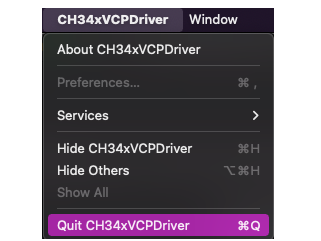 CH34xVCPDriver Window
About CH34xVCPDriver
Preferences... ⌘ ,
Services >
Hide CH34xVCPDriver ⌘H
Hide Others ⌥⌘H
Show All
Quit CH34xVCPDriver ⌘Q